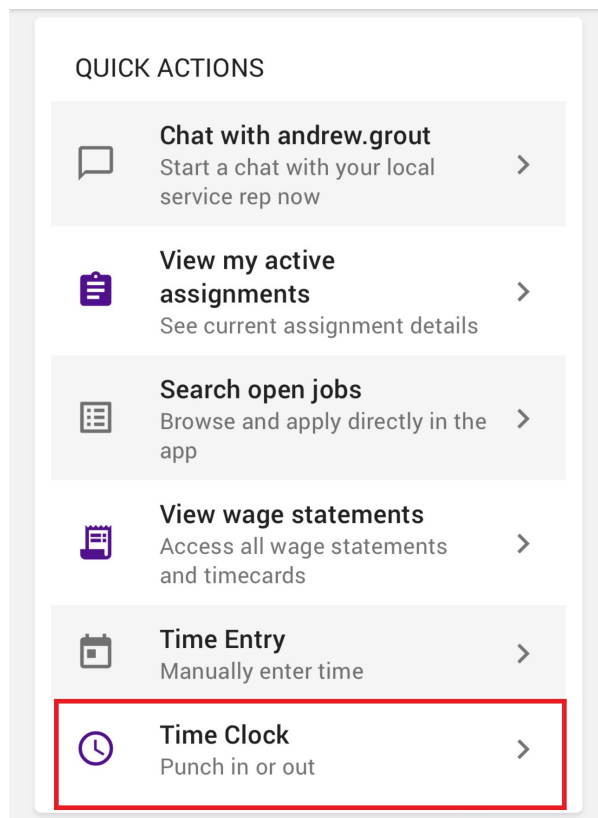 QUICK ACTIONS
Chat with andrew.grout
Start a chat with your local
service rep now
View my active
assignments
See current assignment details
Search open jobs
Browse and apply directly in the
app
View wage statements
Access all wage statements
and timecards
Time Entry
Manually enter time
Time Clock
Punch in or out